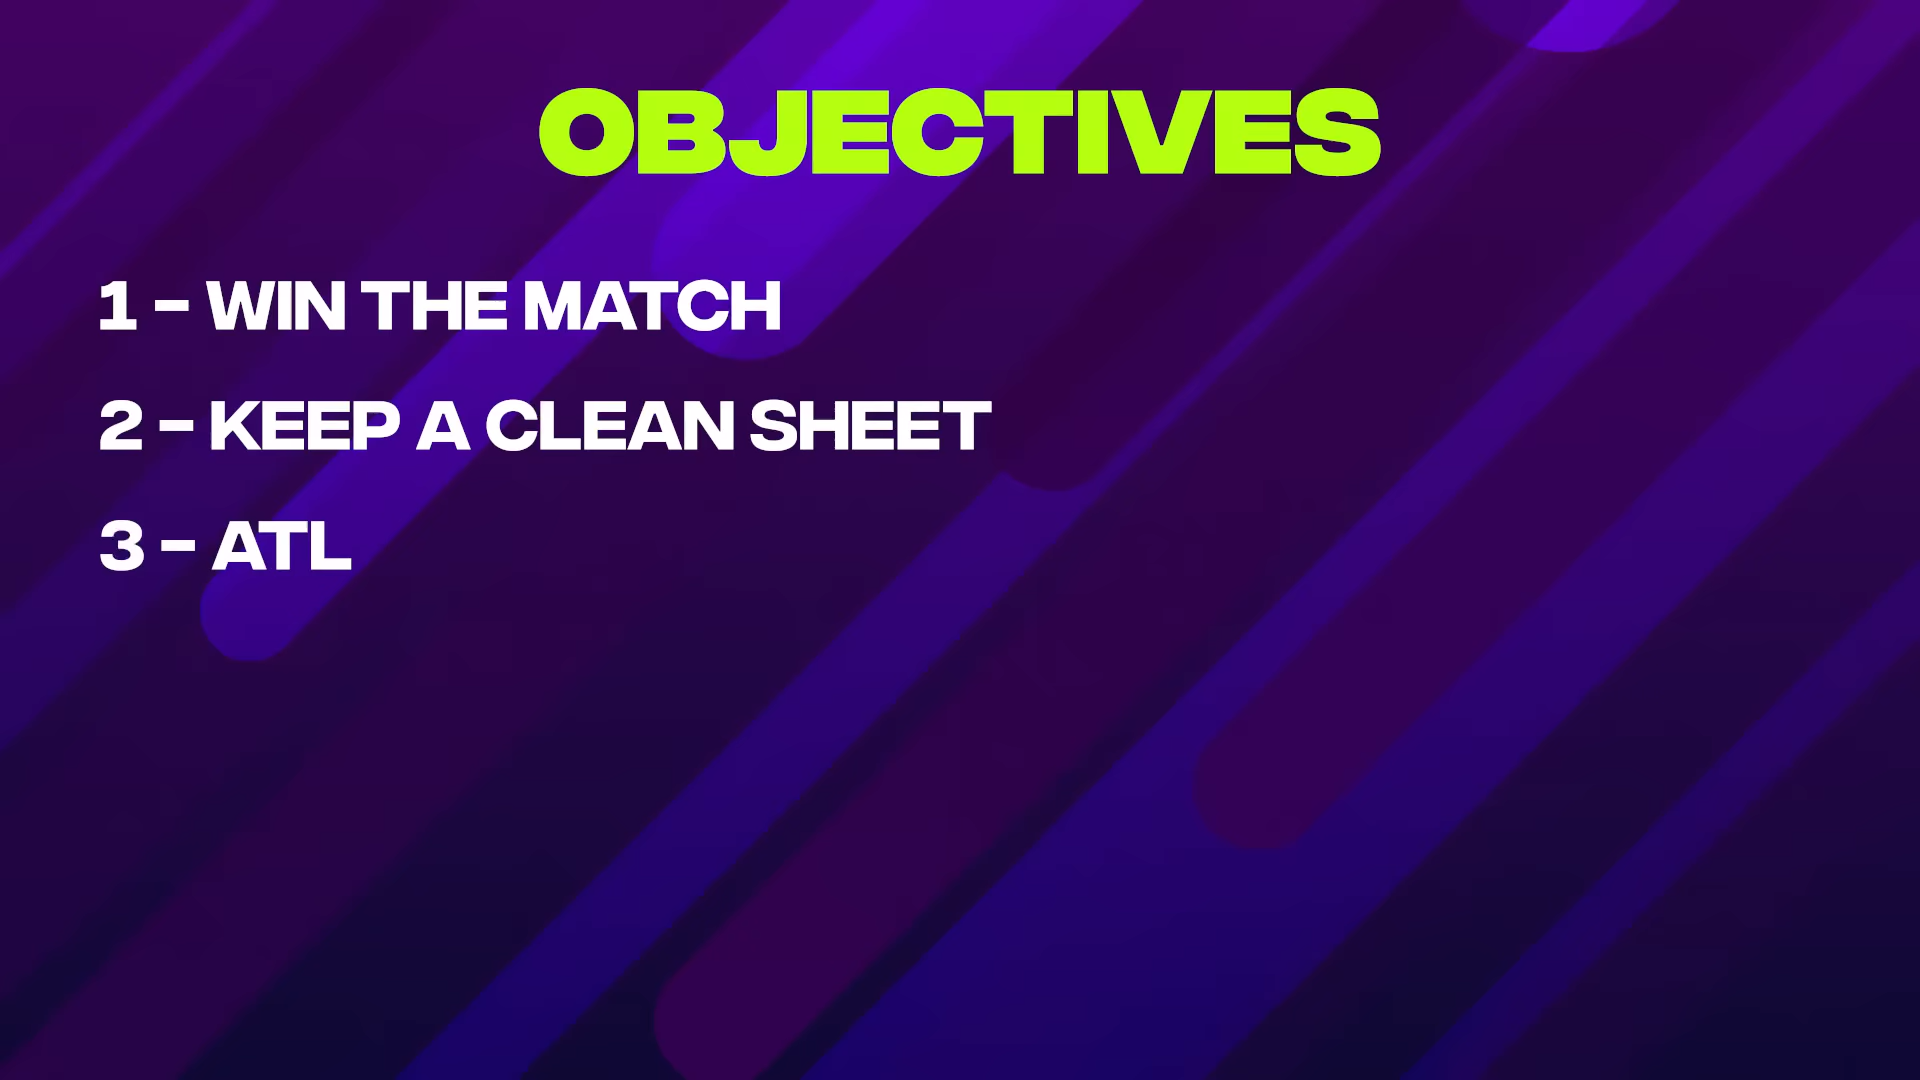 OBJECTIVES
1 - WIN THE MATCH
2 - KEEP A CLEAN SHEET
3 - ATL